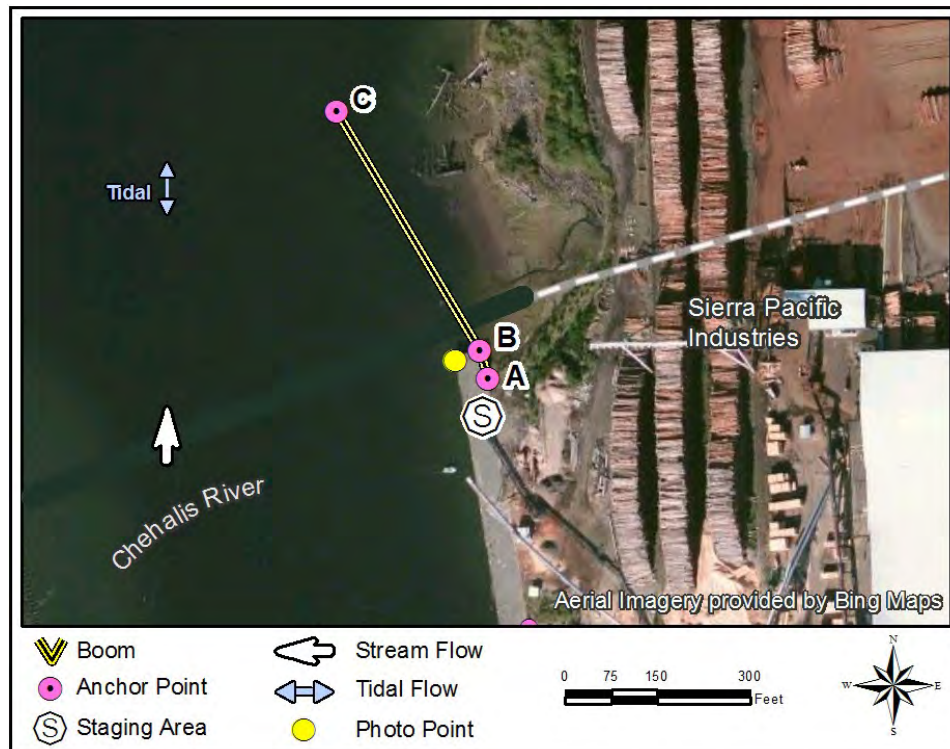 C
Tidal
B
A
S
Sierra Pacific
Industries
Chehalis River
Aerial Imagery provided by Bing Maps
Boom
Stream Flow
Anchor Point
Tidal Flow
S Staging Area
Photo Point
0 75 150 300
Feet
N
W E
S